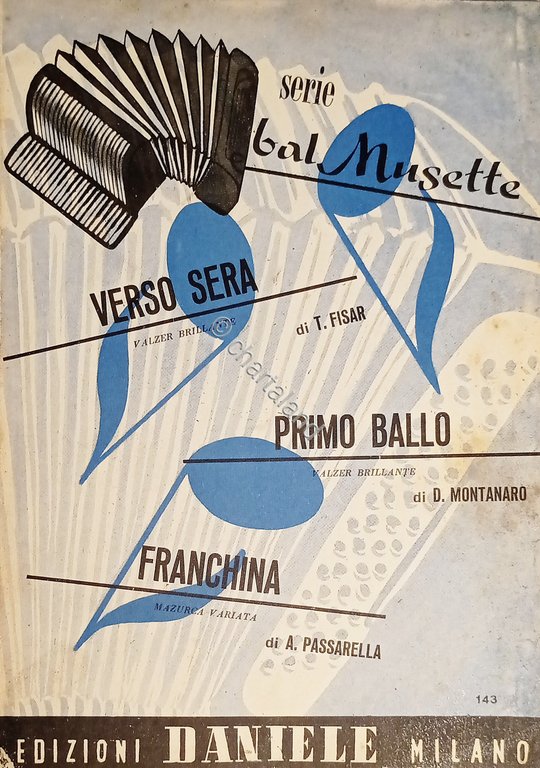 serie
bal Musette
VERSO SERA
VALZER BRILLANTE
di T. FISAR
© chartaland
PRIMO BALLO
VALZER BRILLANTE
di D. MONTANARO
FRANCHINA
MAZURCA VARIATA
di A. PASSARELLA
143
EDIZIONI DANIELE MILANO